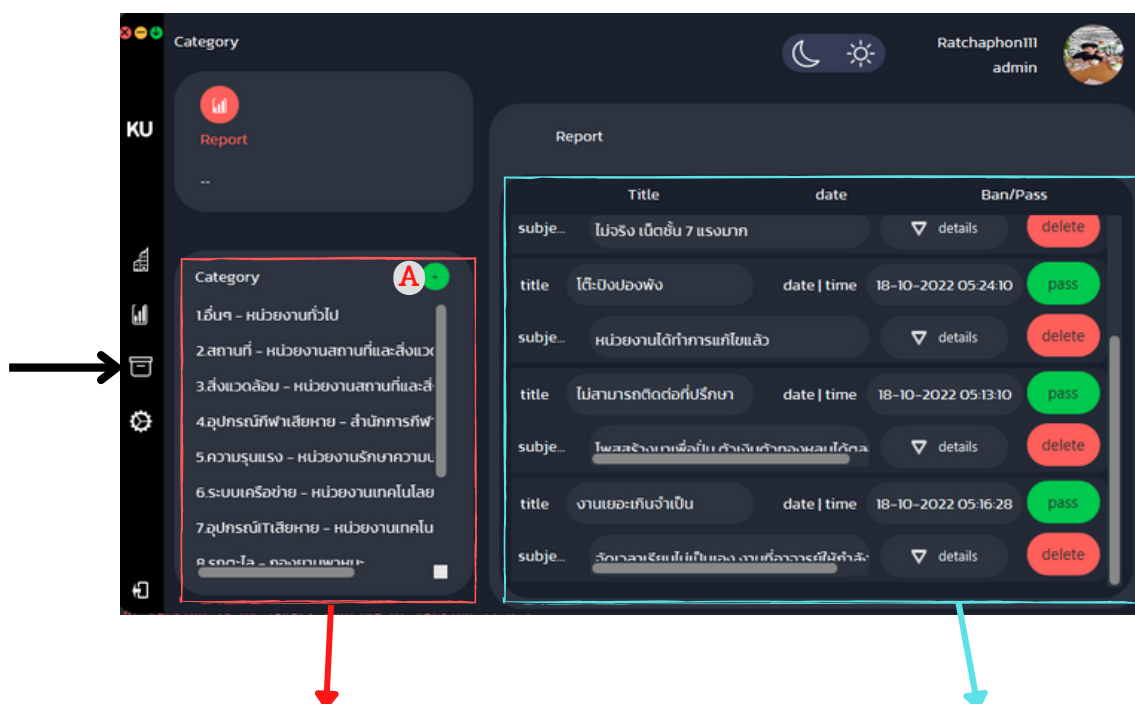 Category
Ratchaphon111
admin
KU
Report
--
Report
Title date Ban/Pass
subje... ไม่จริง เน็ตชั้น 7 แรงมาก details delete
title โต๊ะปิงปองพัง date | time 18-10-2022 05:24:10 pass
subje... หน่วยงานได้ทำการแก้ไขแล้ว details delete
title ไม่สามารถติดต่อที่ปรึกษา date | time 18-10-2022 05:13:10 pass
subje... details delete
title งานเยอะเกินจำเป็น date | time 18-10-2022 05:16:28 pass
subje... details delete
Category A +
1.อื่นๆ - หน่วยงานทั่วไป
2.สถานที่ - หน่วยงานสถานที่และสิ่งแวด
3.สิ่งแวดล้อม - หน่วยงานสถานที่และสิ่
4.อุปกรณ์กีฬาเสียหาย - สำนักการกีฬา
5.ความรุนแรง - หน่วยงานรักษาความป
6.ระบบเครือข่าย - หน่วยงานเทคโนโลย
7.อุปกรณ์ITเสียหาย - หน่วยงานเทคโน